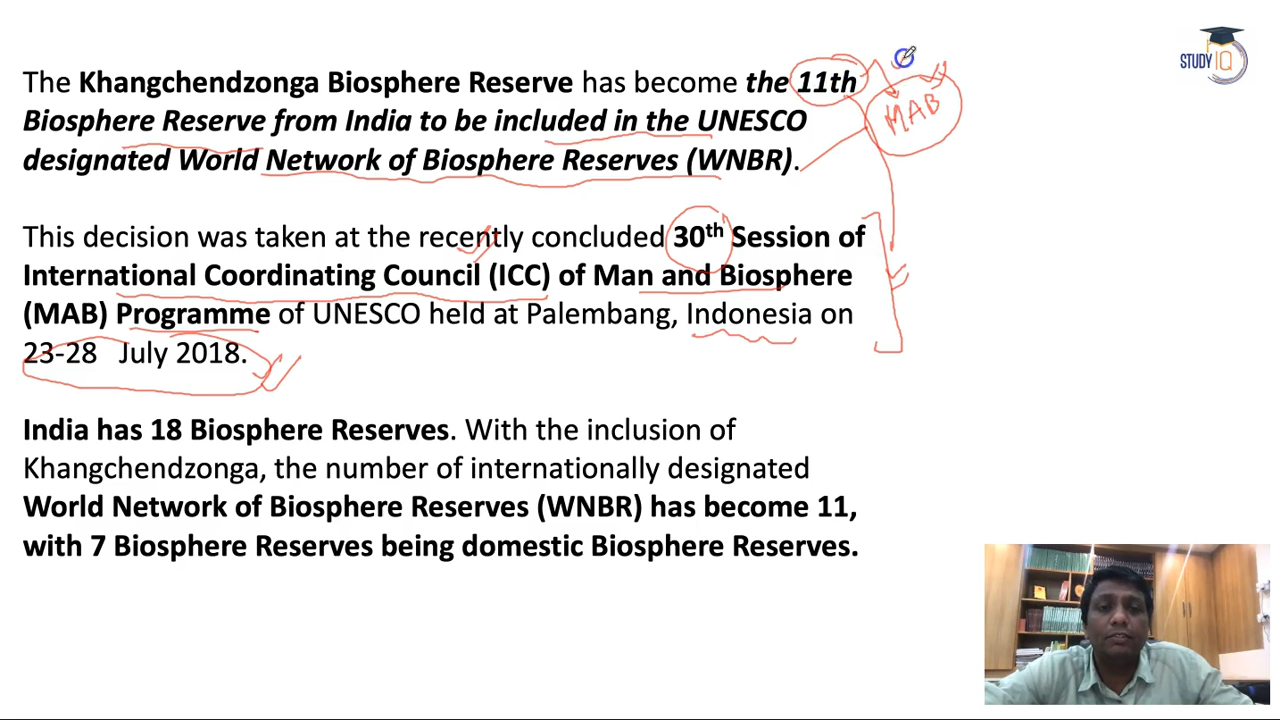 STUDY IQ
The Khangchendzonga Biosphere Reserve has become the 11th
Biosphere Reserve from India to be included in the UNESCO
designated World Network of Biosphere Reserves (WNBR).
MAB
This decision was taken at the recently concluded 30th Session of
International Coordinating Council (ICC) of Man and Biosphere
(MAB) Programme of UNESCO held at Palembang, Indonesia on
23-28 July 2018.
India has 18 Biosphere Reserves. With the inclusion of
Khangchendzonga, the number of internationally designated
World Network of Biosphere Reserves (WNBR) has become 11,
with 7 Biosphere Reserves being domestic Biosphere Reserves.